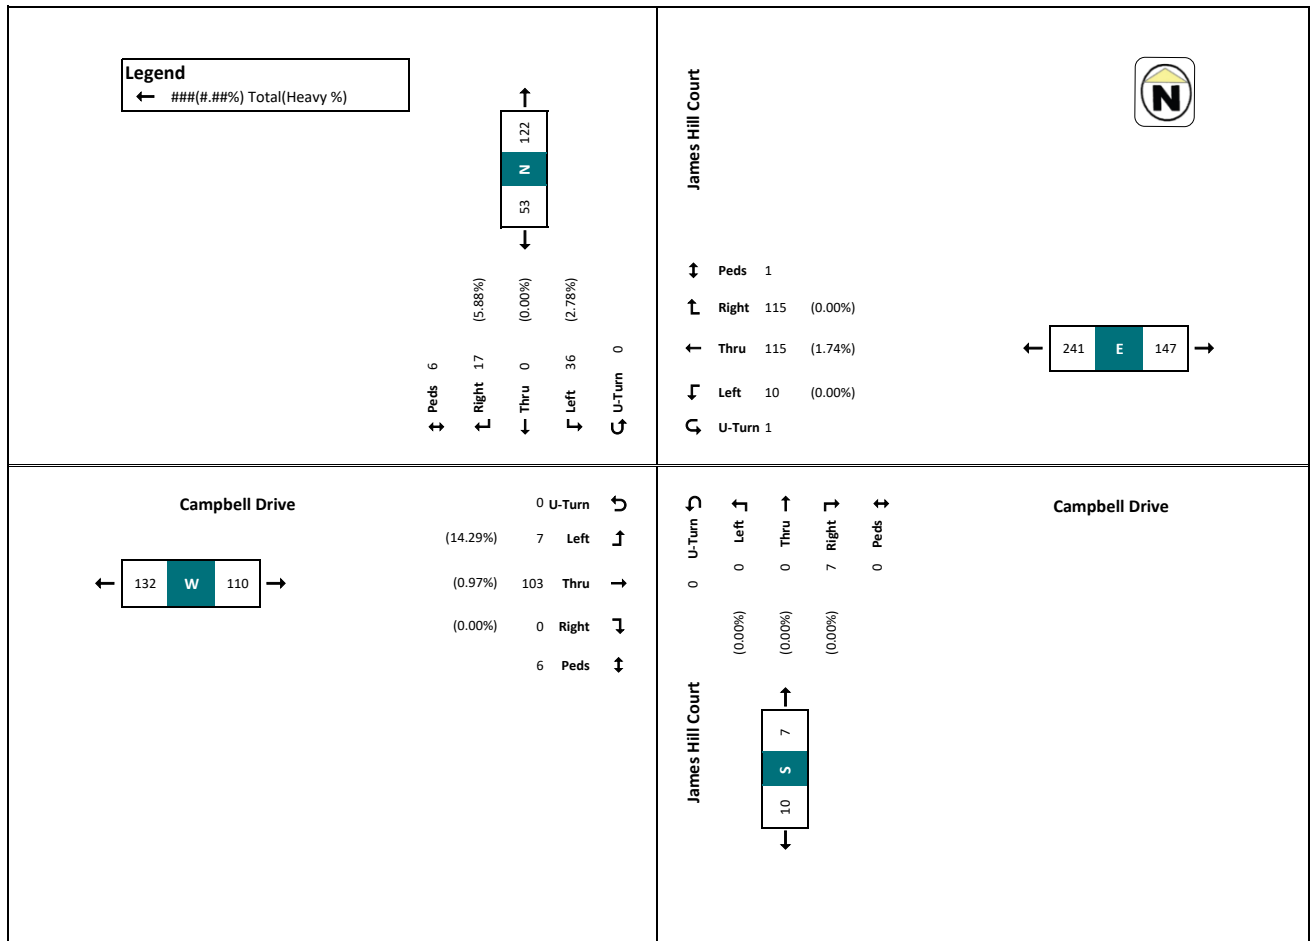 Legend
← ###(#.##%) Total(Heavy %)
122
N
53
Peds 6
Right 17 (5.88%)
Thru 0 (0.00%)
Left 36 (2.78%)
U-Turn 0
James Hill Court
N
Peds 1
Right 115 (0.00%)
Thru 115 (1.74%)
Left 10 (0.00%)
U-Turn 1
241 E 147
Campbell Drive
132 W 110
0 U-Turn
(14.29%) 7 Left
(0.97%) 103 Thru
(0.00%) 0 Right
6 Peds
Campbell Drive
0 U-Turn
(0.00%) 0 Left
(0.00%) 0 Thru
(0.00%) 7 Right
0 Peds
James Hill Court
7
S
10